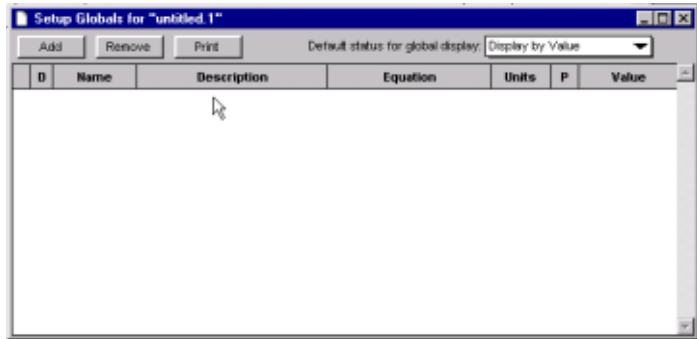 Setup Globals for "untitled.1"
Add Remove Print Default status for global display: Display by Value
D Name Description Equation Units P Value